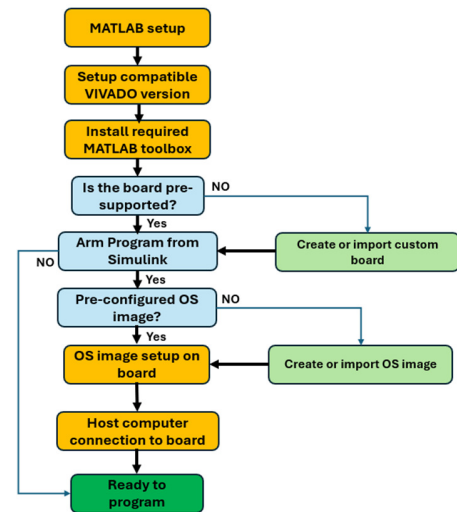 MATLAB setup
Setup compatible
VIVADO version
Install required
MATLAB toolbox
Is the board pre-
supported?
NO
Yes
Arm Program from
Simulink
NO
Create or import custom
board
Yes
Pre-configured OS
image?
NO
Yes
OS image setup on
board
Create or import OS image
Host computer
connection to board
Ready to
program